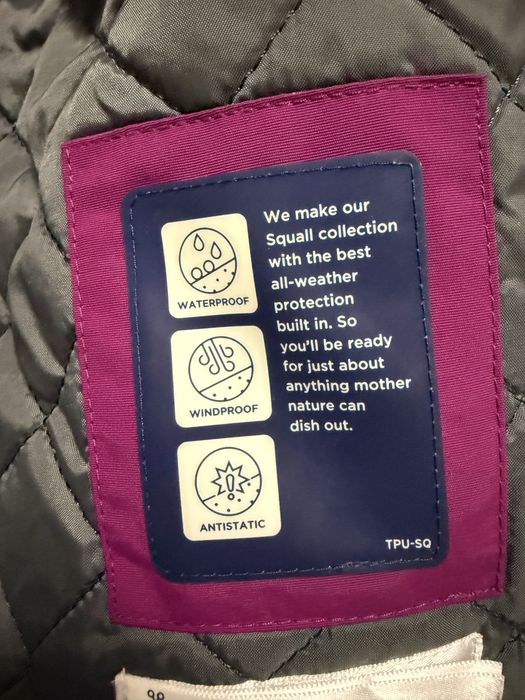 WATERPROOF
WINDPROOF
ANTISTATIC
We make our
Squall collection
with the best
all-weather
protection
built in. So
you'll be ready
for just about
anything mother
nature can
dish out.
TPU-SQ